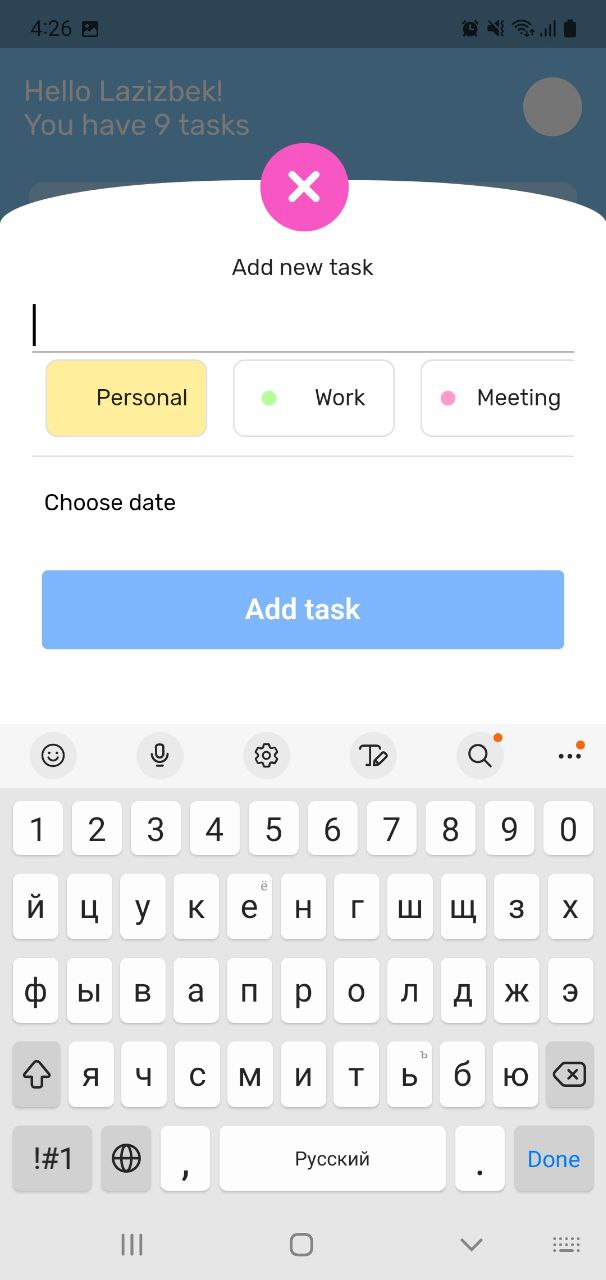 4:26
Hello Lazizbek!
You have 9 tasks
Add new task
Personal Work Meeting
Choose date
Add task
1 2 3 4 5 6 7 8 9 0
й ц у к е ё н г ш щ з х
ф ы в а п р о л д ж э
я ч с м и т ь ъ б ю
!#1 , Русский . Done